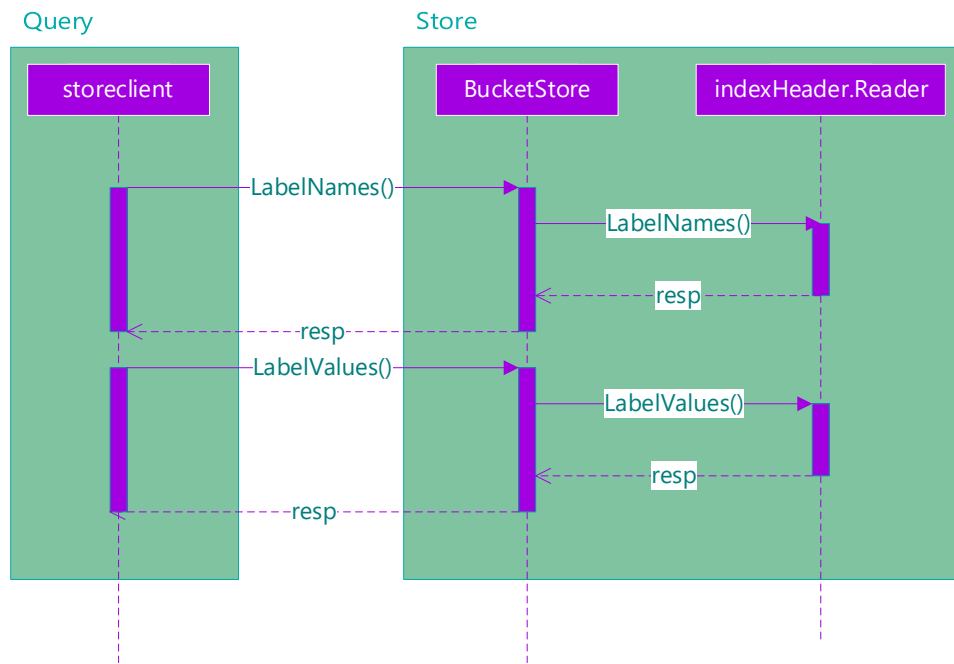 Query
Store
storeclient
BucketStore
indexHeader.Reader
LabelNames()
LabelNames()
resp
resp
LabelValues()
LabelValues()
resp
resp